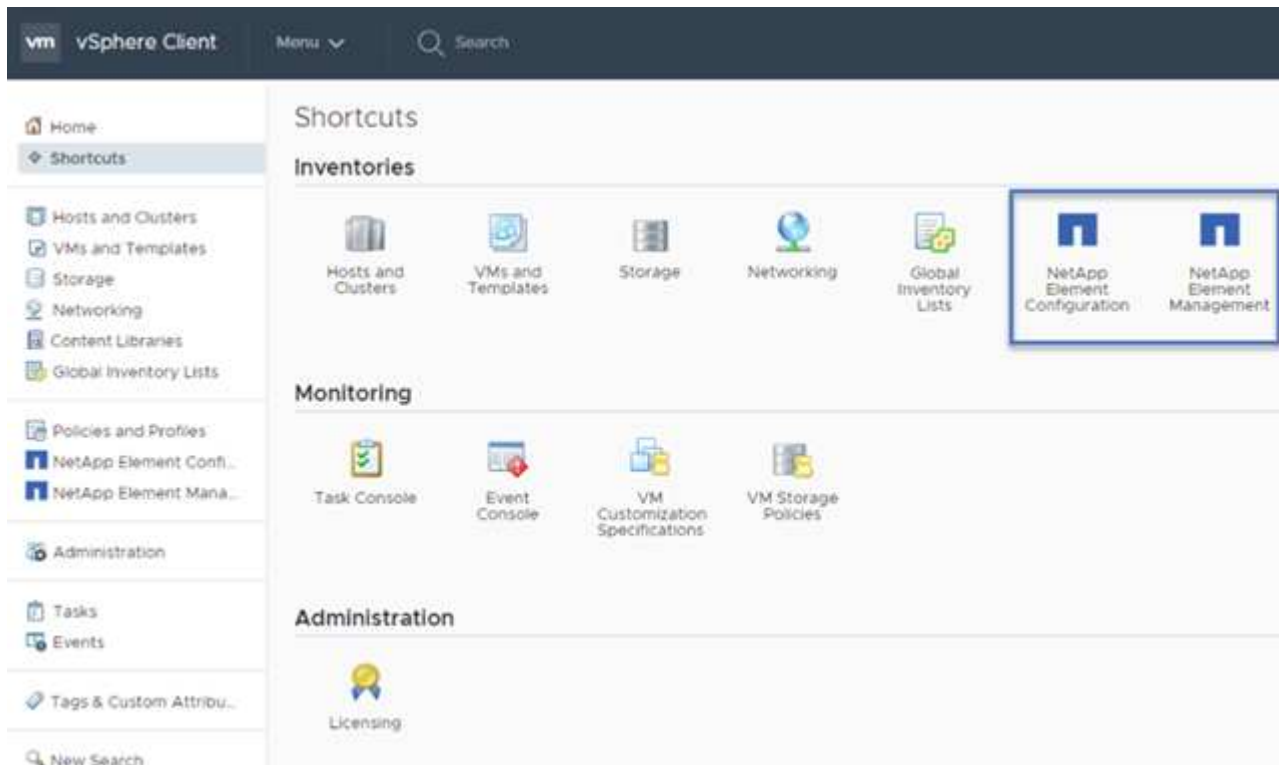 vm vSphere Client Menu Search
Home
Shortcuts
Hosts and Clusters
VMs and Templates
Storage
Networking
Content Libraries
Global Inventory Lists
Policies and Profiles
NetApp Element Confi...
NetApp Element Mana...
Administration
Tasks
Events
Tags & Custom Attribu...
New Search
Shortcuts
Inventories
Hosts and
Clusters
VMs and
Templates
Storage
Networking
Global
Inventory
Lists
NetApp
Element
Configuration
NetApp
Element
Management
Monitoring
Task Console
Event
Console
VM
Customization
Specifications
VM Storage
Policies
Administration
Licensing